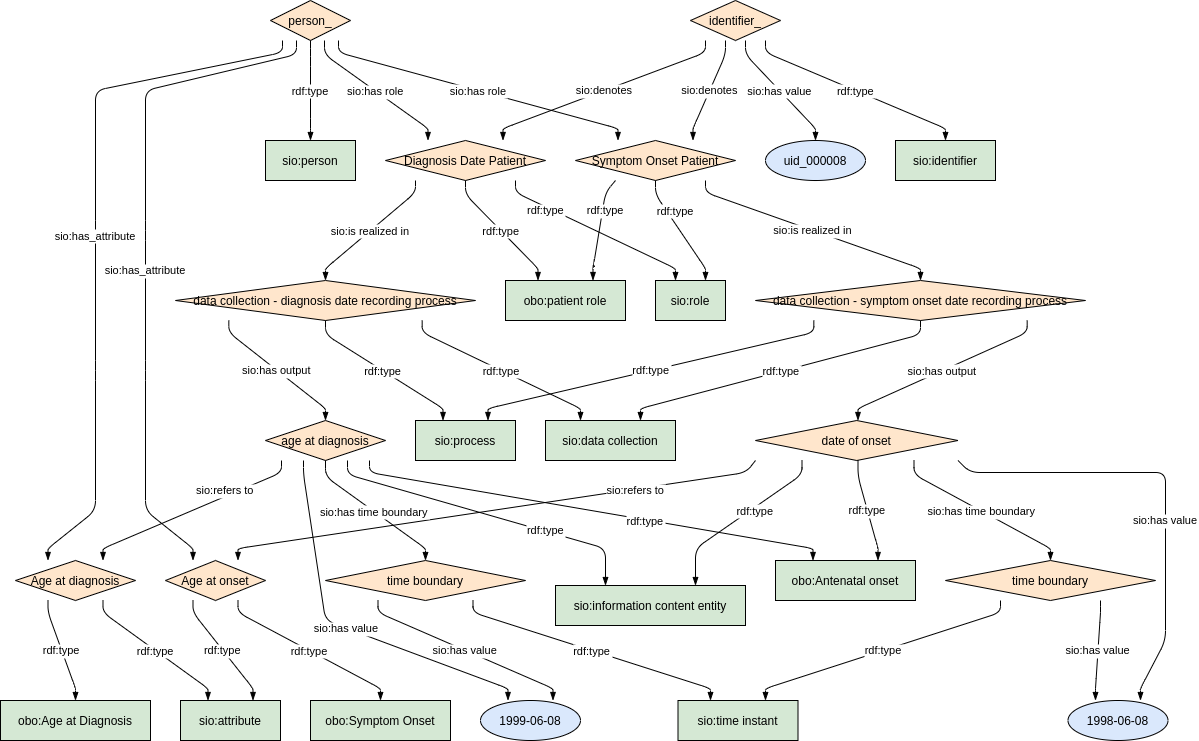 person_
identifier_
rdf:type
sio:has role
sio:has role
sio:denotes
sio:denotes
sio:has value
rdf:type
sio:person
Diagnosis Date Patient
Symptom Onset Patient
uid_000008
sio:identifier
rdf:type
rdf:type
rdf:type
sio:is realized in
rdf:type
sio:is realized in
sio:has_attribute
sio:has_attribute
data collection - diagnosis date recording process
obo:patient role
sio:role
data collection - symptom onset date recording process
sio:has output
rdf:type
rdf:type
rdf:type
rdf:type
sio:has output
age at diagnosis
sio:process
sio:data collection
date of onset
sio:refers to
sio:refers to
sio:has time boundary
rdf:type
rdf:type
rdf:type
rdf:type
sio:has time boundary
sio:has value
Age at diagnosis
Age at onset
time boundary
sio:information content entity
obo:Antenatal onset
time boundary
sio:has value
rdf:type
rdf:type
rdf:type
rdf:type
sio:has value
rdf:type
rdf:type
sio:has value
obo:Age at Diagnosis
sio:attribute
obo:Symptom Onset
1999-06-08
sio:time instant
1998-06-08